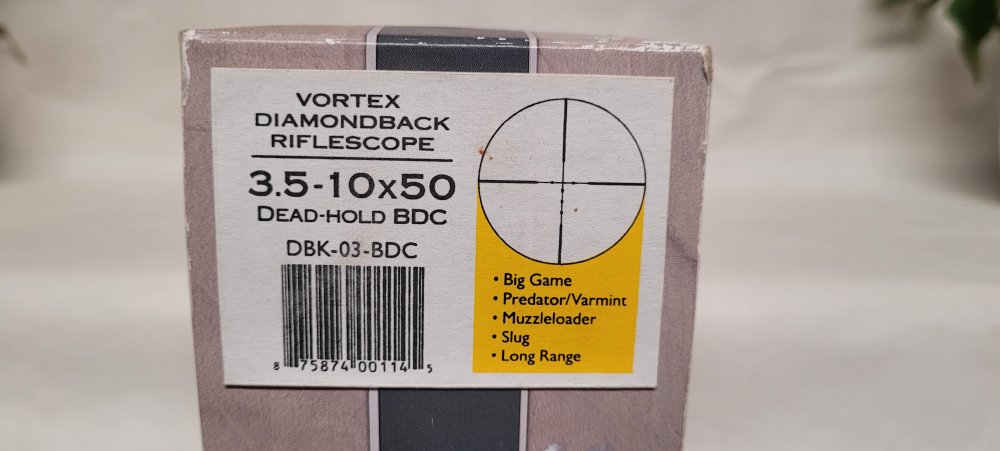 VORTEX
DIAMONDBACK
RIFLESCOPE
3.5-10x50
DEAD-HOLD BDC
DBK-03-BDC
8 75874 00114 5
• Big Game
• Predator/Varmint
• Muzzleloader
• Slug
• Long Range